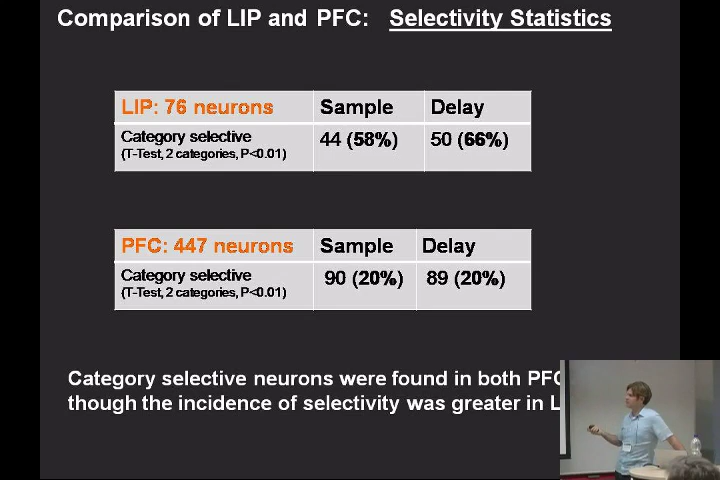 Comparison of LIP and PFC: Selectivity Statistics
LIP: 76 neurons Sample Delay
Category selective 44 (58%) 50 (66%)
(T-Test, 2 categories, P<0.01)
PFC: 447 neurons Sample Delay
Category selective 90 (20%) 89 (20%)
(T-Test, 2 categories, P<0.01)
Category selective neurons were found in both PFC
though the incidence of selectivity was greater in L